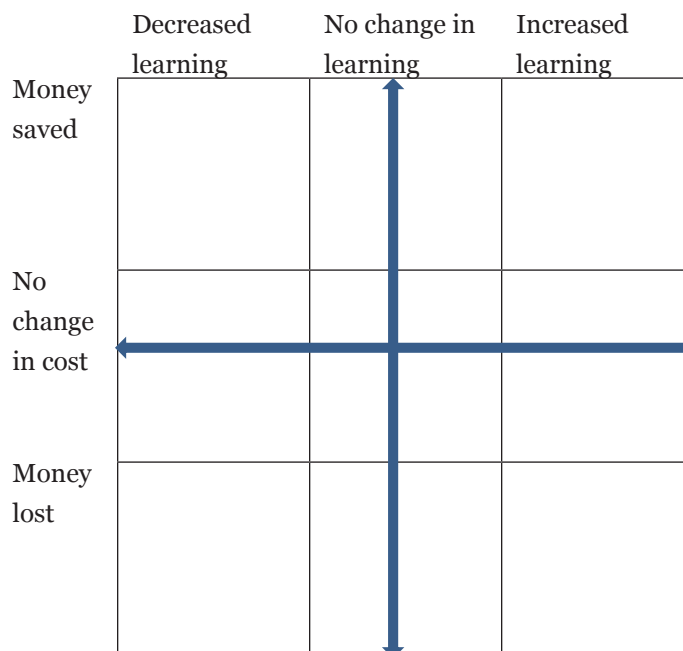 Decreased
learning
No change in
learning
Increased
learning
Money
saved
No
change
in cost
Money
lost